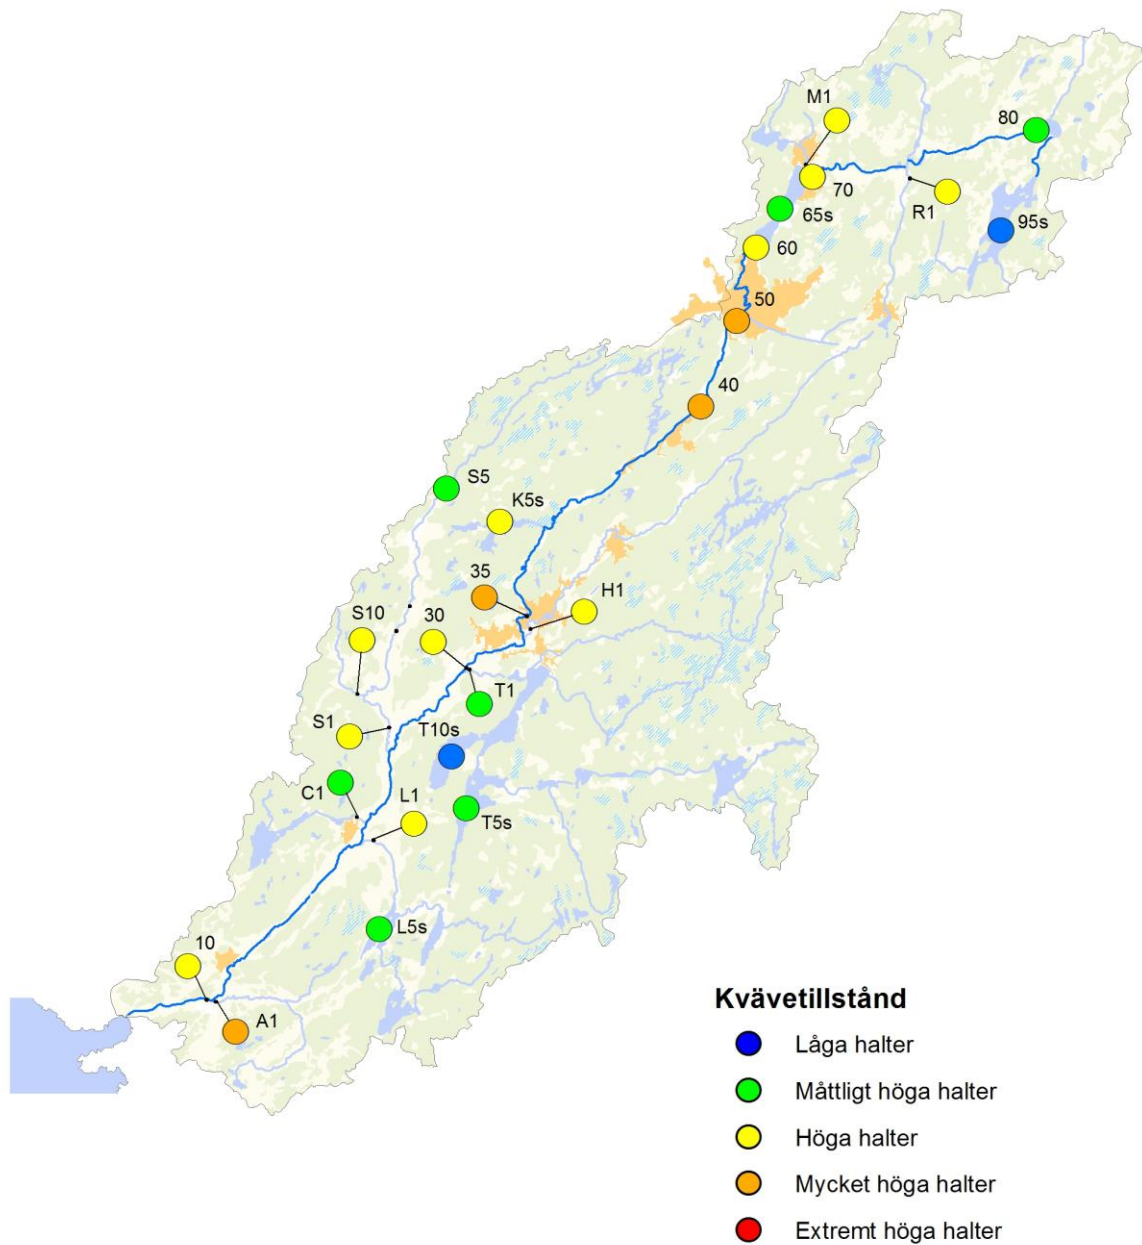 M1
80
70
R1
65s
95s
60
50
40
S5
K5s
35
H1
S10
30
T1
S1
T10s
C1
L1
T5s
L5s
10
A1
Kvävetillstånd
Låga halter
Måttligt höga halter
Höga halter
Mycket höga halter
Extremt höga halter